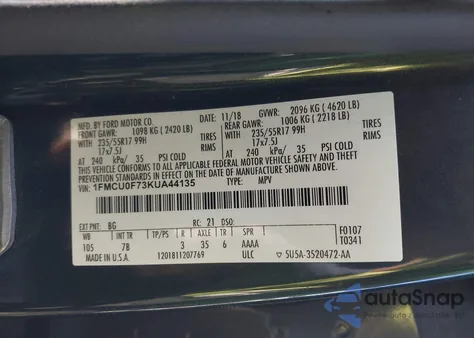 MFD. BY FORD MOTOR CO. 11/18 GVWR: 2096 KG ( 4620 LB)
FRONT GAWR: 1098 KG ( 2420 LB) REAR GAWR: 1006 KG ( 2218 LB)
235/55R17 99H TIRES 235/55R17 99H TIRES
17x7.5J RIMS 17x7.5J RIMS
AT 240 kPa/ 35 PSI COLD AT 240 kPa/ 35 PSI COLD
THIS VEHICLE CONFORMS TO ALL APPLICABLE FEDERAL MOTOR VEHICLE SAFETY AND THEFT PREVENTION STANDARDS IN EFFECT ON THE DATE OF MANUFACTURE SHOWN ABOVE.
VIN: 1FMCU0F73KUA44135 TYPE: MPV
EXT PNT: BG RC: 21 DSO:
WB INT TR TP/PS R AXLE TR SPR
105 7B 3 35 6 AAAA
F0107
T0341
MADE IN U.S.A. 1201811207769 ULC 5U5A-3520472-AA
autoSnap